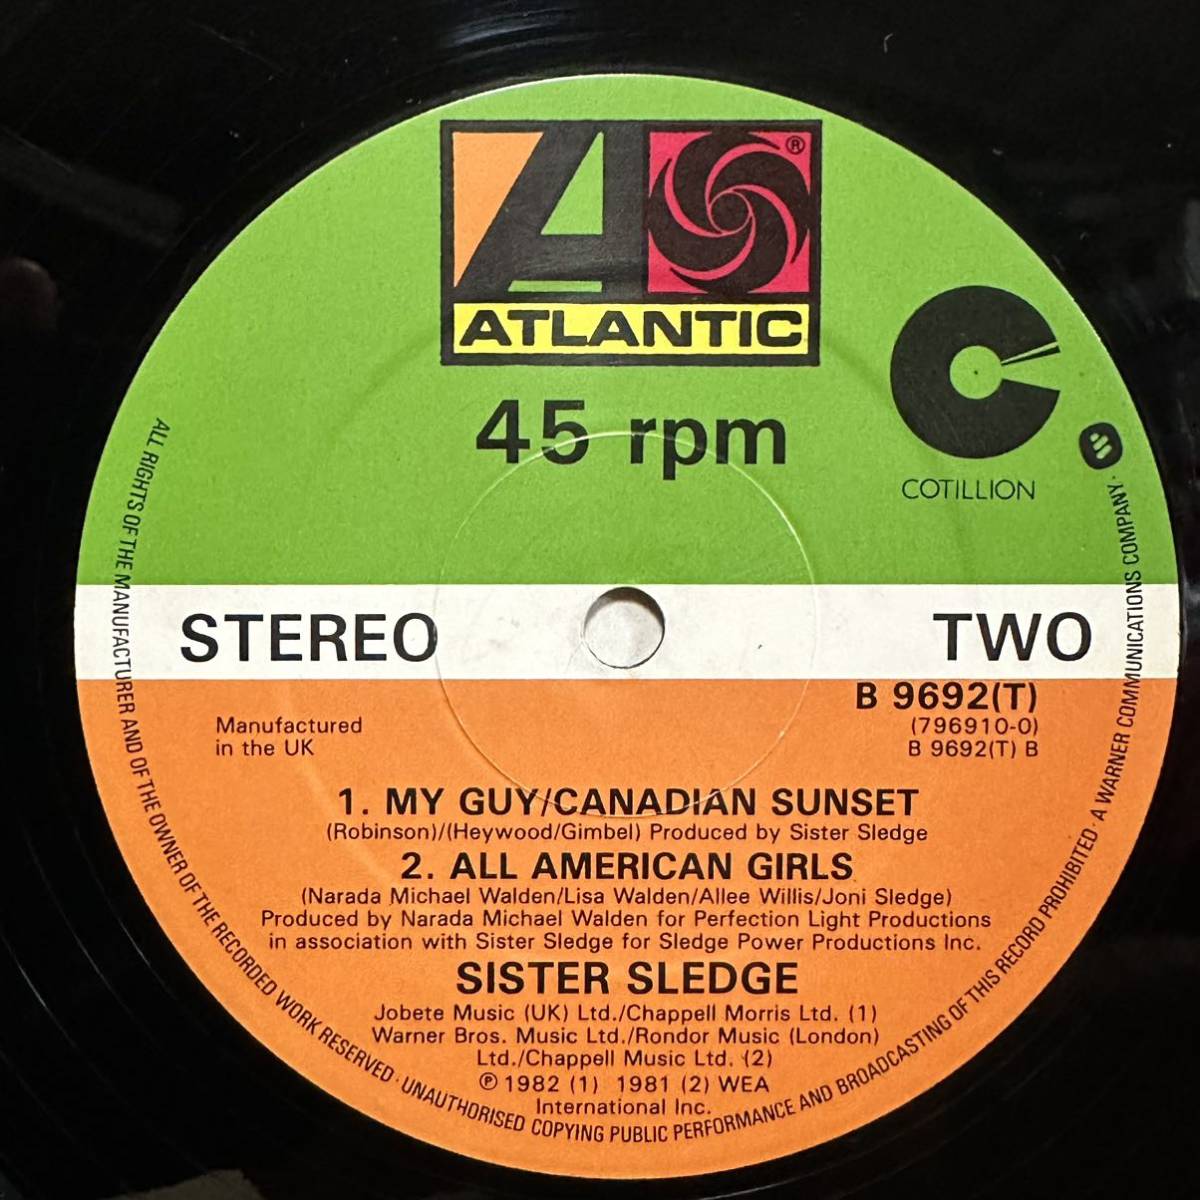 ATLANTIC ®
45 rpm
COTILLION
STEREO
TWO
B 9692(T)
(796910-0)
B 9692(T) B
Manufactured
in the UK
1. MY GUY/CANADIAN SUNSET
(Robinson)/(Heywood/Gimbel) Produced by Sister Sledge
2. ALL AMERICAN GIRLS
(Narada Michael Walden/Lisa Walden/Allee Willis/Joni Sledge)
Produced by Narada Michael Walden for Perfection Light Productions
in association with Sister Sledge for Sledge Power Productions Inc.
SISTER SLEDGE
Jobete Music (UK) Ltd./Chappell Morris Ltd. (1)
Warner Bros. Music Ltd./Rondor Music (London)
Ltd./Chappell Music Ltd. (2)
℗ 1982 (1) 1981 (2) WEA
International Inc.
ALL RIGHTS OF THE MANUFACTURER AND OF THE OWNER OF THE RECORDED WORK RESERVED · UNAUTHORISED COPYING PUBLIC PERFORMANCE AND BROADCASTING OF THIS RECORD PROHIBITED · A WARNER COMMUNICATIONS COMPANY ·